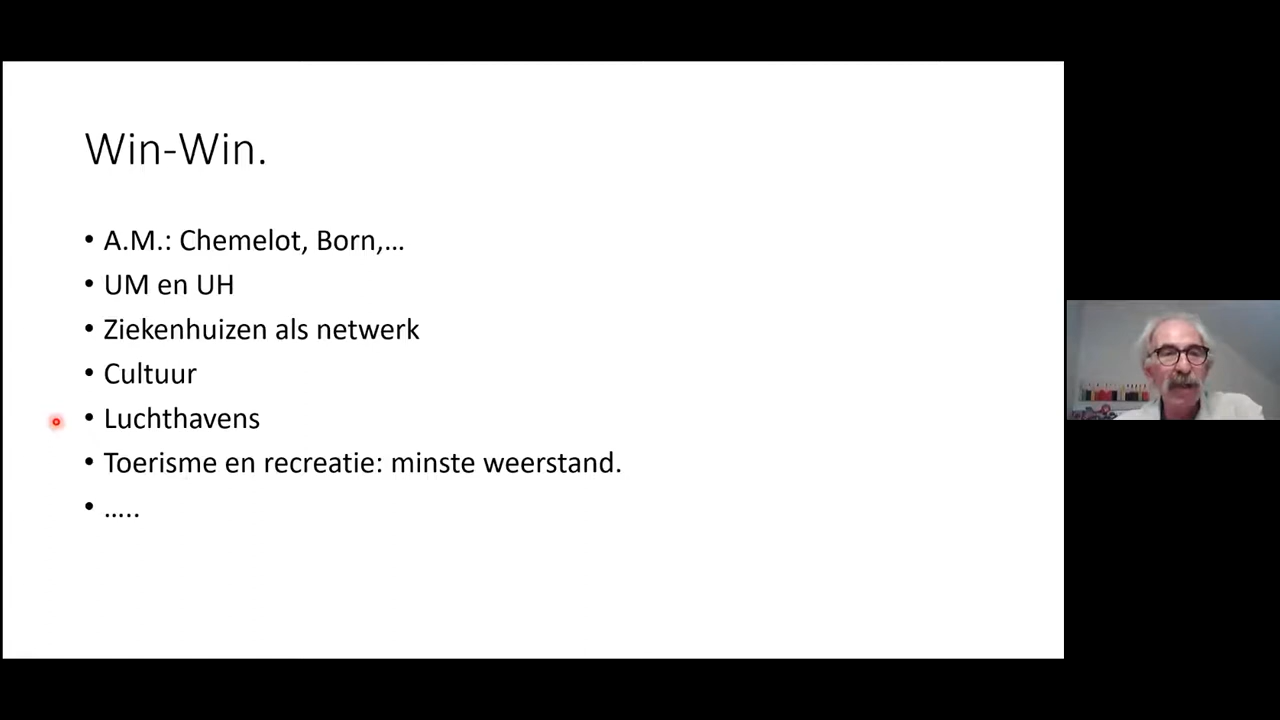 Win-Win.
• A.M.: Chemelot, Born,...
• UM en UH
• Ziekenhuizen als netwerk
• Cultuur
• Luchthavens
• Toerisme en recreatie: minste weerstand.
• .....